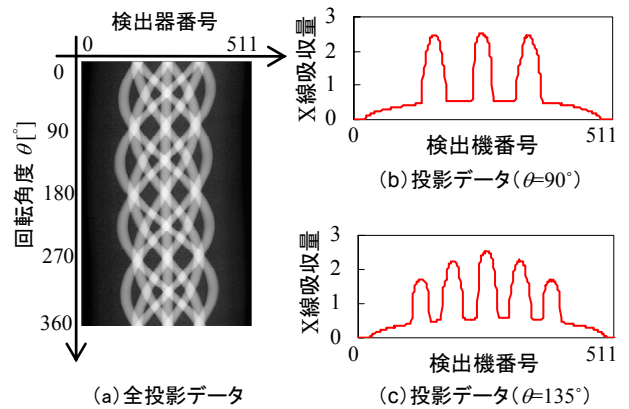 検出器番号
0 511
0
90
180
270
360
回転角度 θ[°]
(a)全投影データ
X線吸収量
3
2
1
0
0 511
検出機番号
(b)投影データ(θ=90°)
X線吸収量
3
2
1
0
0 511
検出機番号
(c)投影データ(θ=135°)